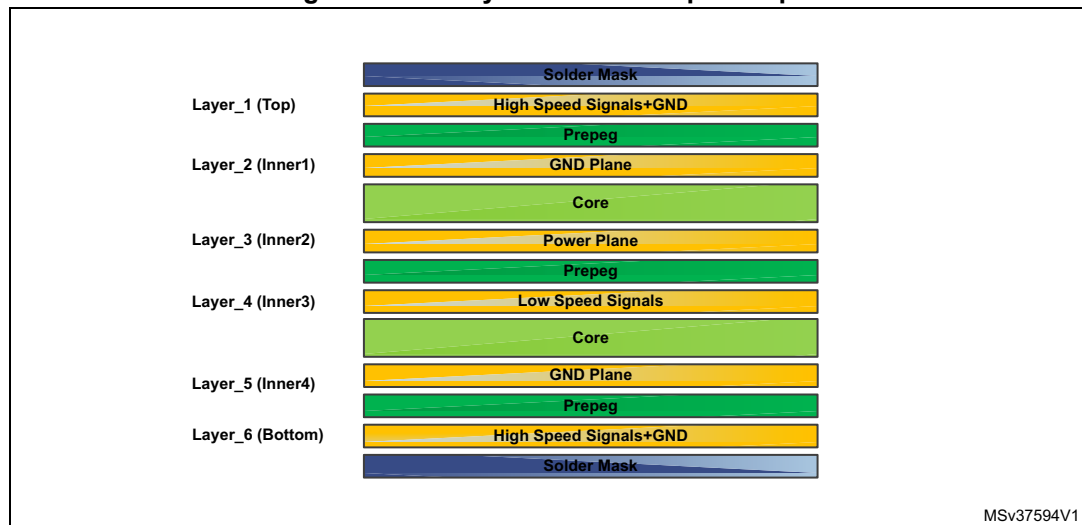 Solder Mask
Layer_1 (Top) High Speed Signals+GND
Prepeg
Layer_2 (Inner1) GND Plane
Core
Layer_3 (Inner2) Power Plane
Prepeg
Layer_4 (Inner3) Low Speed Signals
Core
Layer_5 (Inner4) GND Plane
Prepeg
Layer_6 (Bottom) High Speed Signals+GND
Solder Mask
MSv37594V1